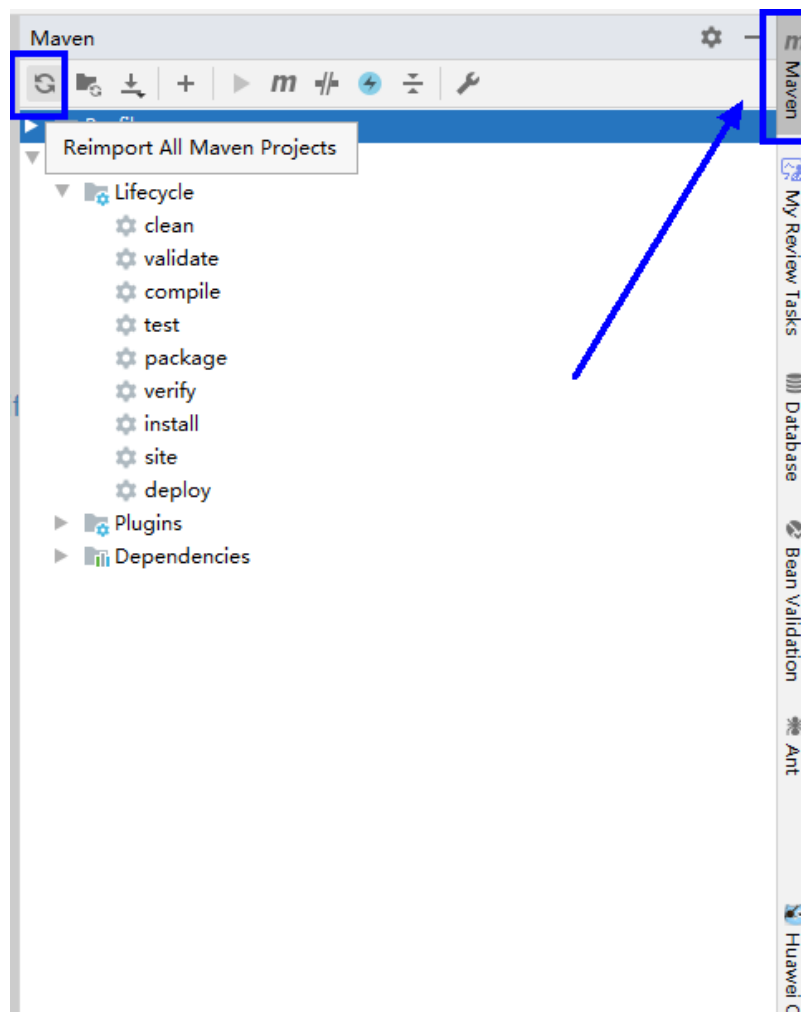 Maven
m
Reimport All Maven Projects
Lifecycle
clean
validate
compile
test
package
verify
install
site
deploy
Plugins
Dependencies
m
Maven
My Review Tasks
Database
Bean Validation
Ant
Huawei